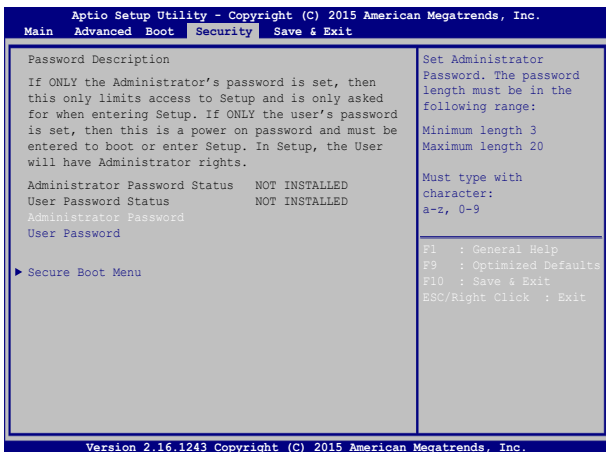 Aptio Setup Utility - Copyright (C) 2015 American Megatrends, Inc.
Main Advanced Boot Security Save & Exit
Password Description
If ONLY the Administrator's password is set, then
this only limits access to Setup and is only asked
for when entering Setup. If ONLY the user's password
is set, then this is a power on password and must be
entered to boot or enter Setup. In Setup, the User
will have Administrator rights.
Administrator Password Status NOT INSTALLED
User Password Status NOT INSTALLED
Administrator Password
User Password
Secure Boot Menu
Set Administrator
Password. The password
length must be in the
following range:
Minimum length 3
Maximum length 20
Must type with
character:
a-z, 0-9
F1 : General Help
F9 : Optimized Defaults
F10 : Save & Exit
ESC/Right Click : Exit
Version 2.16.1243 Copyright (C) 2015 American Megatrends, Inc.